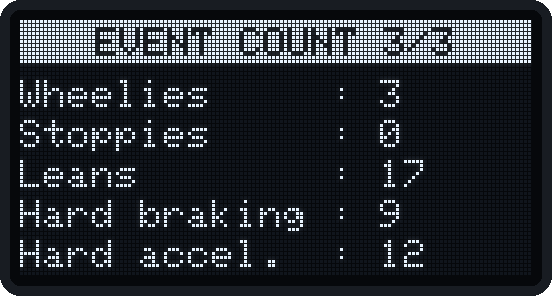 EVENT COUNT 3/3
Wheelies : 3
Stoppies : 0
Leans : 17
Hard braking : 9
Hard accel. : 12